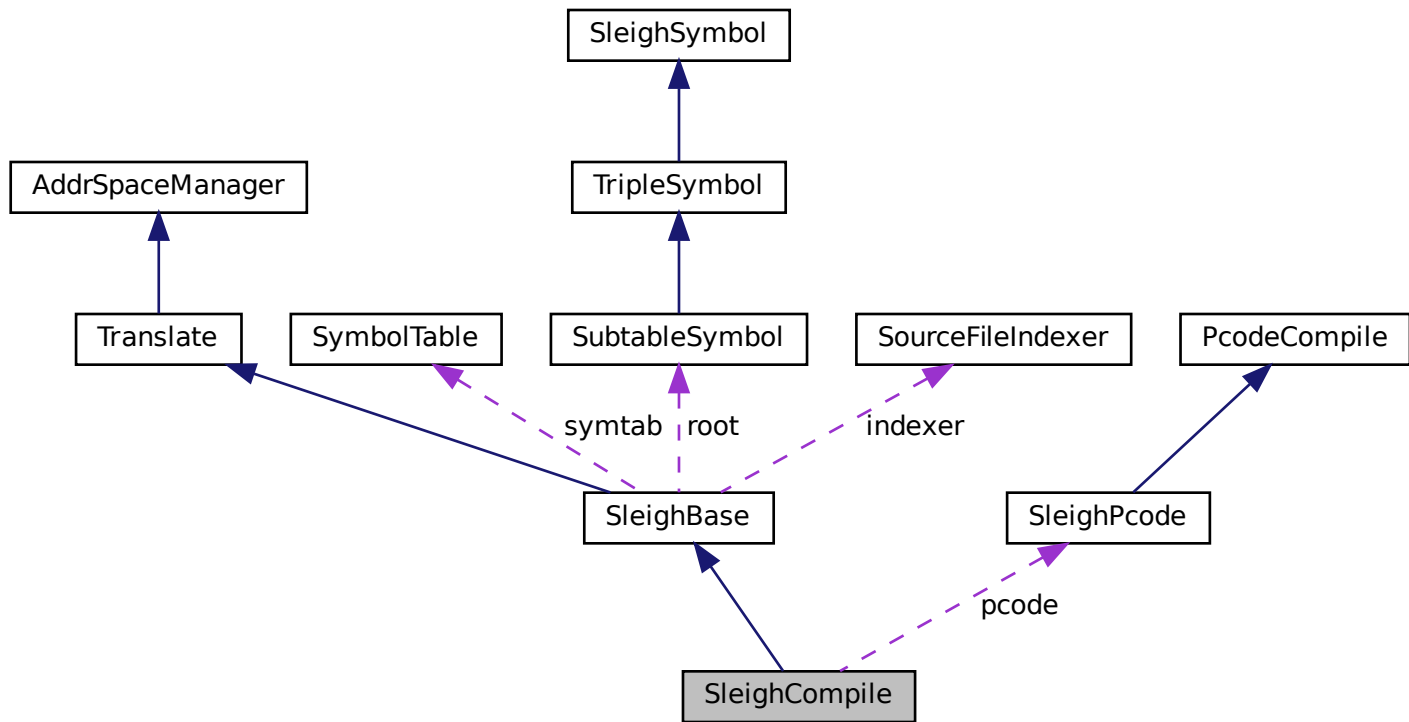 SleighSymbol
AddrSpaceManager
TripleSymbol
Translate
SymbolTable
SubtableSymbol
SourceFileIndexer
PcodeCompile
symtab
root
indexer
SleighBase
SleighPcode
pcode
SleighCompile